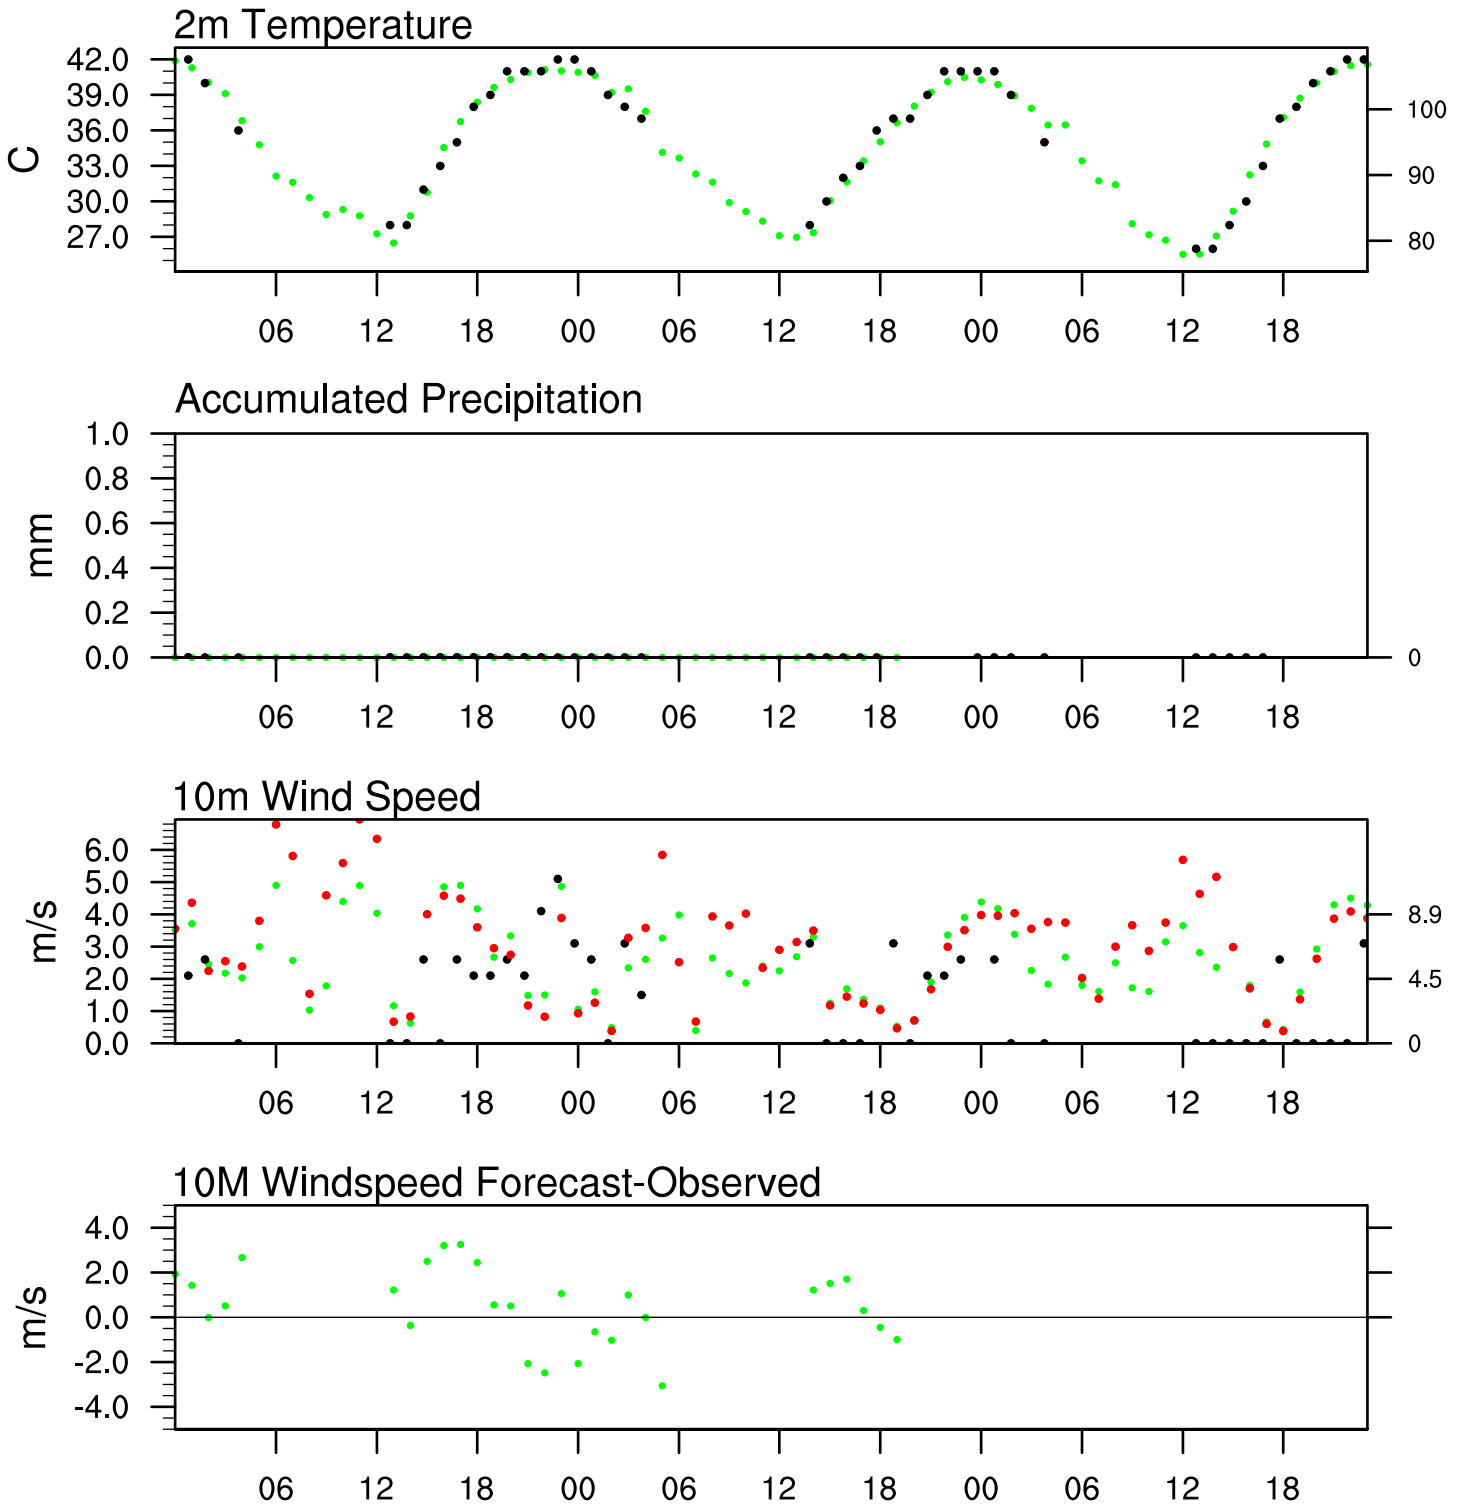 2m Temperature
42.0
39.0
36.0
33.0
30.0
27.0
C
100
90
80
06 12 18 00 06 12 18 00 06 12 18
Accumulated Precipitation
1.0
0.8
0.6
0.4
0.2
0.0
mm
0
06 12 18 00 06 12 18 00 06 12 18
10m Wind Speed
6.0
5.0
4.0
3.0
2.0
1.0
0.0
m/s
8.9
4.5
0
06 12 18 00 06 12 18 00 06 12 18
10M Windspeed Forecast-Observed
4.0
2.0
0.0
-2.0
-4.0
m/s
06 12 18 00 06 12 18 00 06 12 18